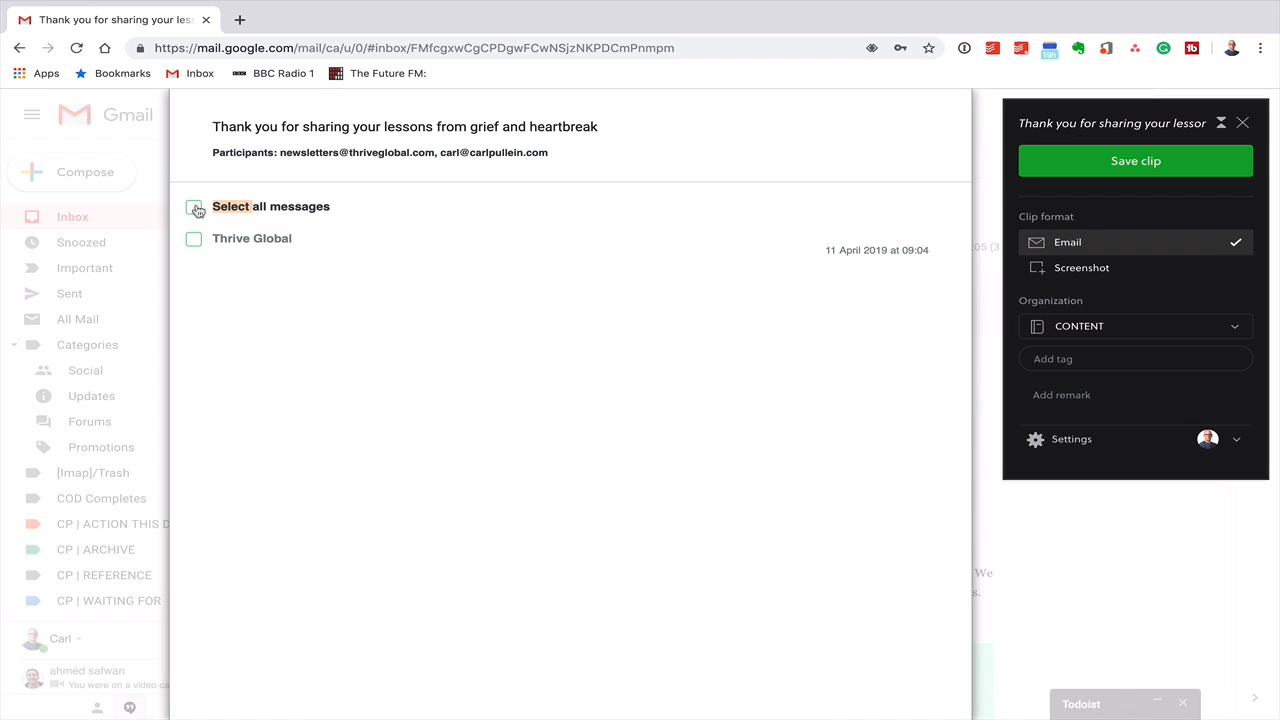 Thank you for sharing your les
https://mail.google.com/mail/ca/u/0/#inbox/FMfcgxwCgCPDgwFCwNSjzNKPDCmPnmpm
19h
Apps
Bookmarks
Inbox
BBC Radio 1
The Future FM:
Gmail
Compose
Inbox
Snoozed
Important
Sent
All Mail
Categories
Social
Updates
Forums
Promotions
[Imap]/Trash
COD Completes
CP | ACTION THIS D
CP | ARCHIVE
CP | REFERENCE
CP | WAITING FOR
Carl
ahmed safwan
You were on a video ca
Thank you for sharing your lessons from grief and heartbreak
Participants: newsletters@thriveglobal.com, carl@carlpullein.com
Select all messages
Thrive Global
11 April 2019 at 09:04
:05 (3
We
s.
Thank you for sharing your lessor
Save clip
Clip format
Email
Screenshot
Organization
CONTENT
Add tag
Add remark
Settings
Todoist